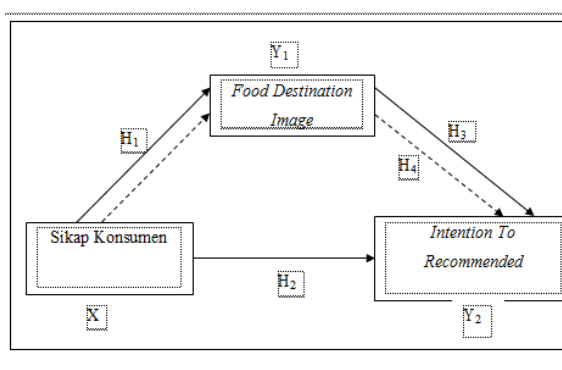 Y1
Food Destination
Image
H1
H3
H4
Sikap Konsumen
Intention To
Recommended
H2
X
Y2